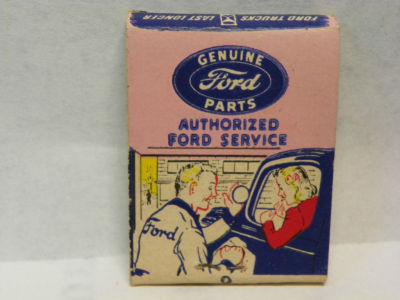 FORD TRUCKS LAST LONGER
GENUINE
Ford
PARTS
AUTHORIZED
FORD SERVICE
Ford